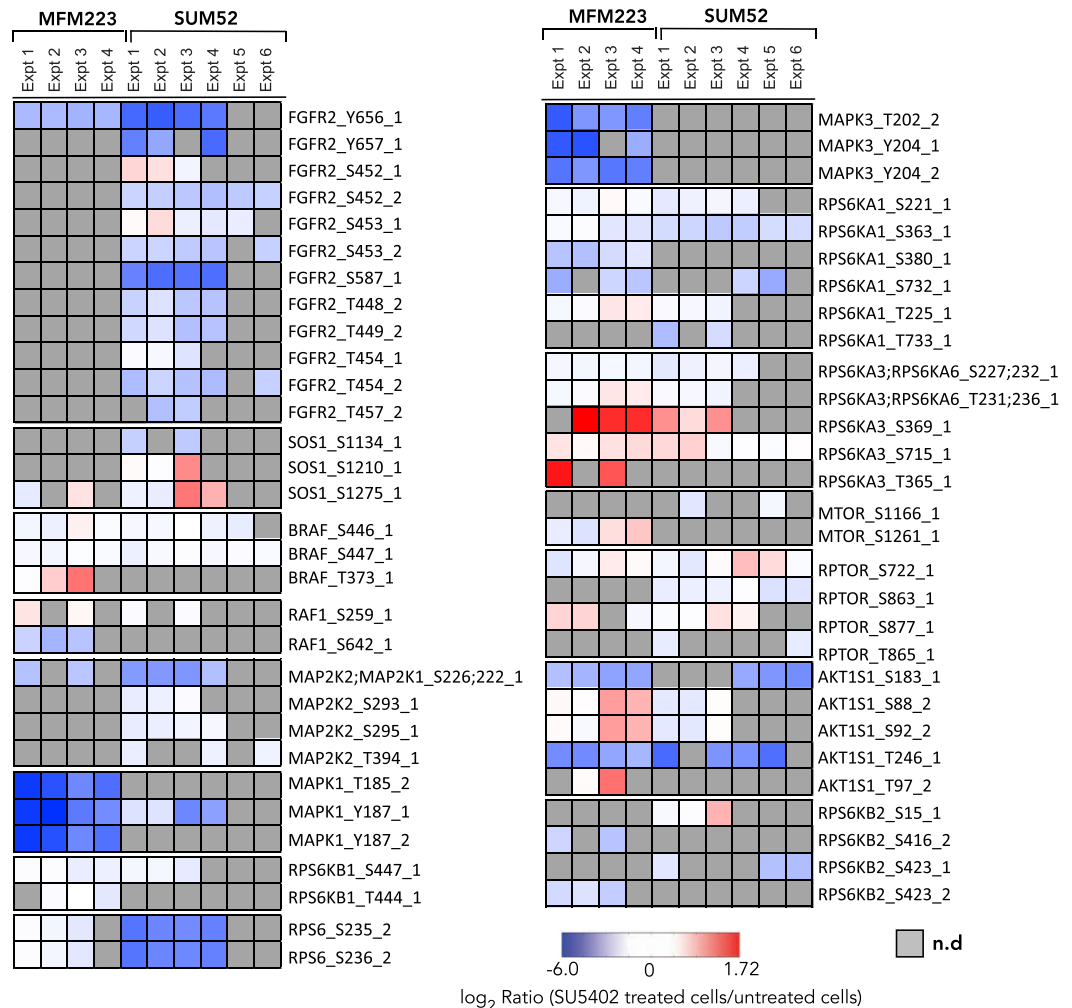 MFM223 SUM52
Expt 1 Expt 2 Expt 3 Expt 4 Expt 1 Expt 2 Expt 3 Expt 4 Expt 5 Expt 6
FGFR2_Y656_1
FGFR2_Y657_1
FGFR2_S452_1
FGFR2_S452_2
FGFR2_S453_1
FGFR2_S453_2
FGFR2_S587_1
FGFR2_T448_2
FGFR2_T449_2
FGFR2_T454_1
FGFR2_T454_2
FGFR2_T457_2
SOS1_S1134_1
SOS1_S1210_1
SOS1_S1275_1
BRAF_S446_1
BRAF_S447_1
BRAF_T373_1
RAF1_S259_1
RAF1_S642_1
MAP2K2;MAP2K1_S226;222_1
MAP2K2_S293_1
MAP2K2_S295_1
MAP2K2_T394_1
MAPK1_T185_2
MAPK1_Y187_1
MAPK1_Y187_2
RPS6KB1_S447_1
RPS6KB1_T444_1
RPS6_S235_2
RPS6_S236_2
MFM223 SUM52
Expt 1 Expt 2 Expt 3 Expt 4 Expt 1 Expt 2 Expt 3 Expt 4 Expt 5 Expt 6
MAPK3_T202_2
MAPK3_Y204_1
MAPK3_Y204_2
RPS6KA1_S221_1
RPS6KA1_S363_1
RPS6KA1_S380_1
RPS6KA1_S732_1
RPS6KA1_T225_1
RPS6KA1_T733_1
RPS6KA3;RPS6KA6_S227;232_1
RPS6KA3;RPS6KA6_T231;236_1
RPS6KA3_S369_1
RPS6KA3_S715_1
RPS6KA3_T365_1
MTOR_S1166_1
MTOR_S1261_1
RPTOR_S722_1
RPTOR_S863_1
RPTOR_S877_1
RPTOR_T865_1
AKT1S1_S183_1
AKT1S1_S88_2
AKT1S1_S92_2
AKT1S1_T246_1
AKT1S1_T97_2
RPS6KB2_S15_1
RPS6KB2_S416_2
RPS6KB2_S423_1
RPS6KB2_S423_2
-6.0 0 1.72
n.d
log2 Ratio (SU5402 treated cells/untreated cells)